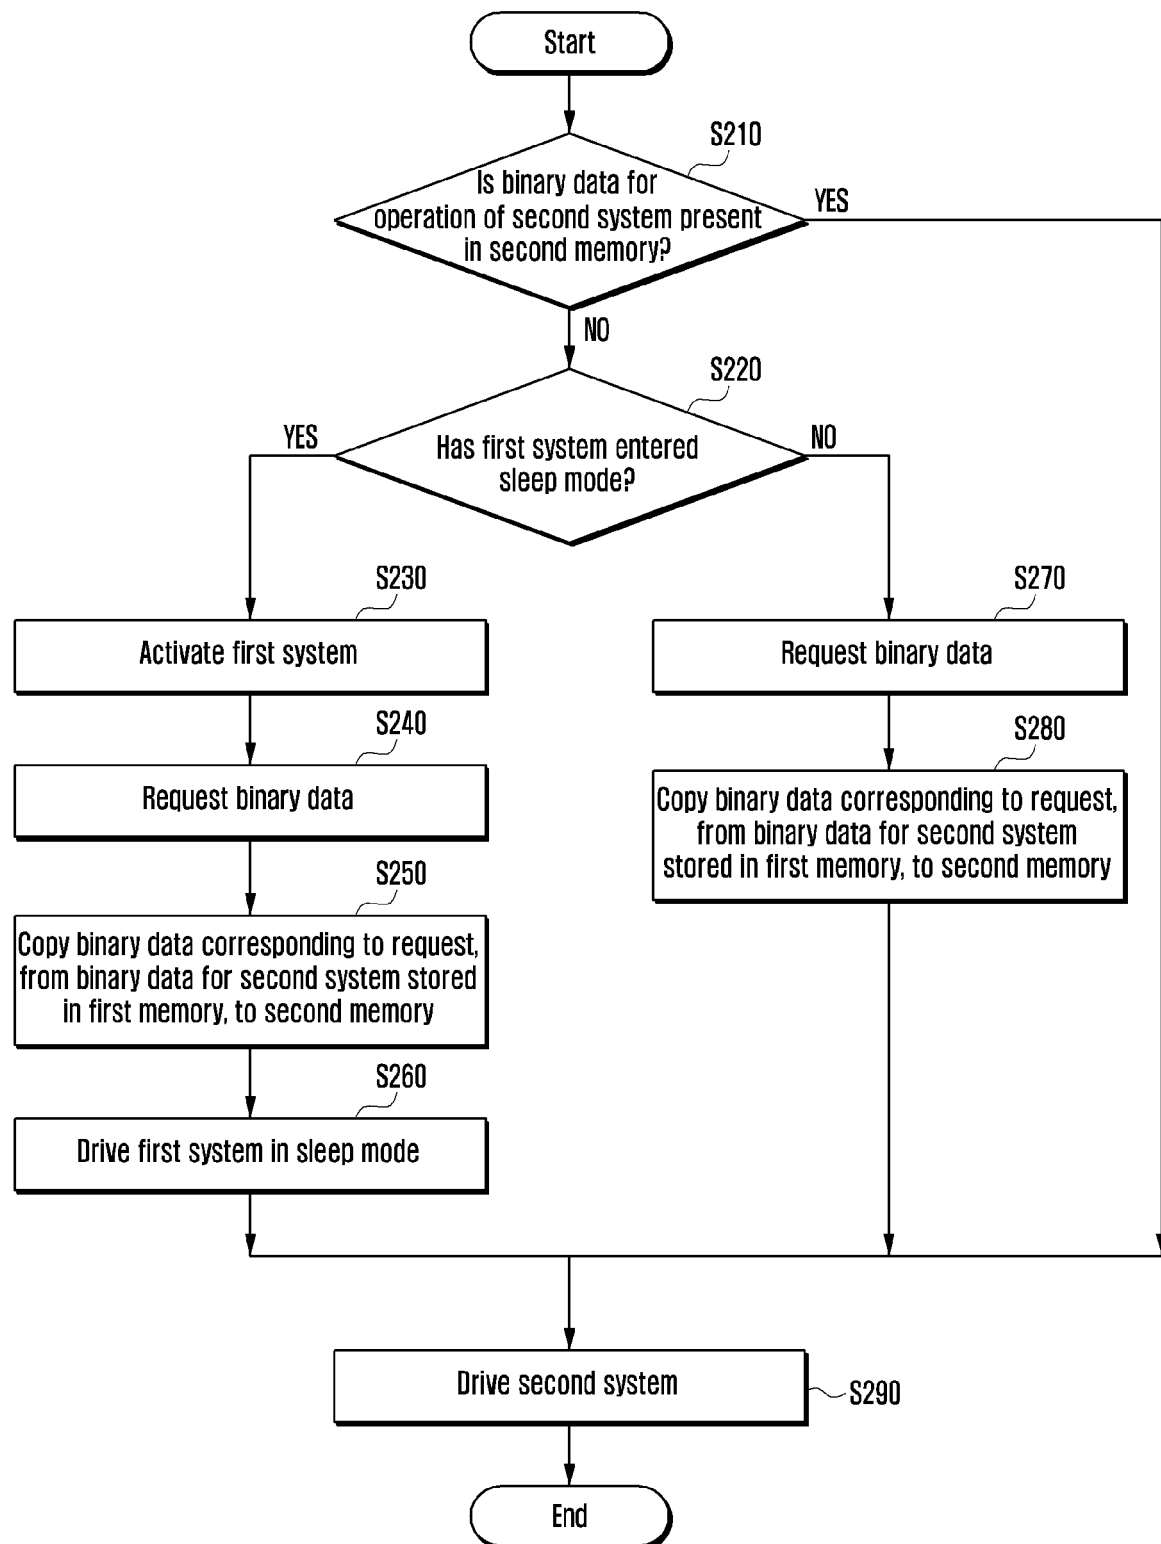 Start
S210
Is binary data for
operation of second system present
in second memory?
YES
NO
S220
Has first system entered
sleep mode?
YES
NO
S230
Activate first system
S270
Request binary data
S240
Request binary data
S280
Copy binary data corresponding to request,
from binary data for second system
stored in first memory, to second memory
S250
Copy binary data corresponding to request,
from binary data for second system stored
in first memory, to second memory
S260
Drive first system in sleep mode
Drive second system
S290
End